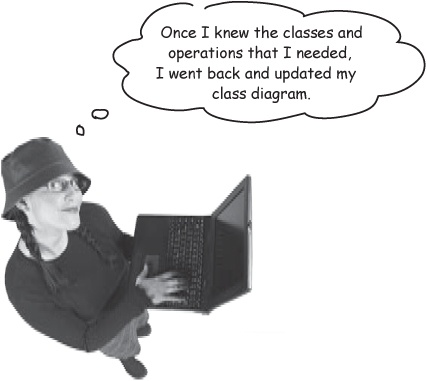 Once I knew the classes and
operations that I needed,
I went back and updated my
class diagram.